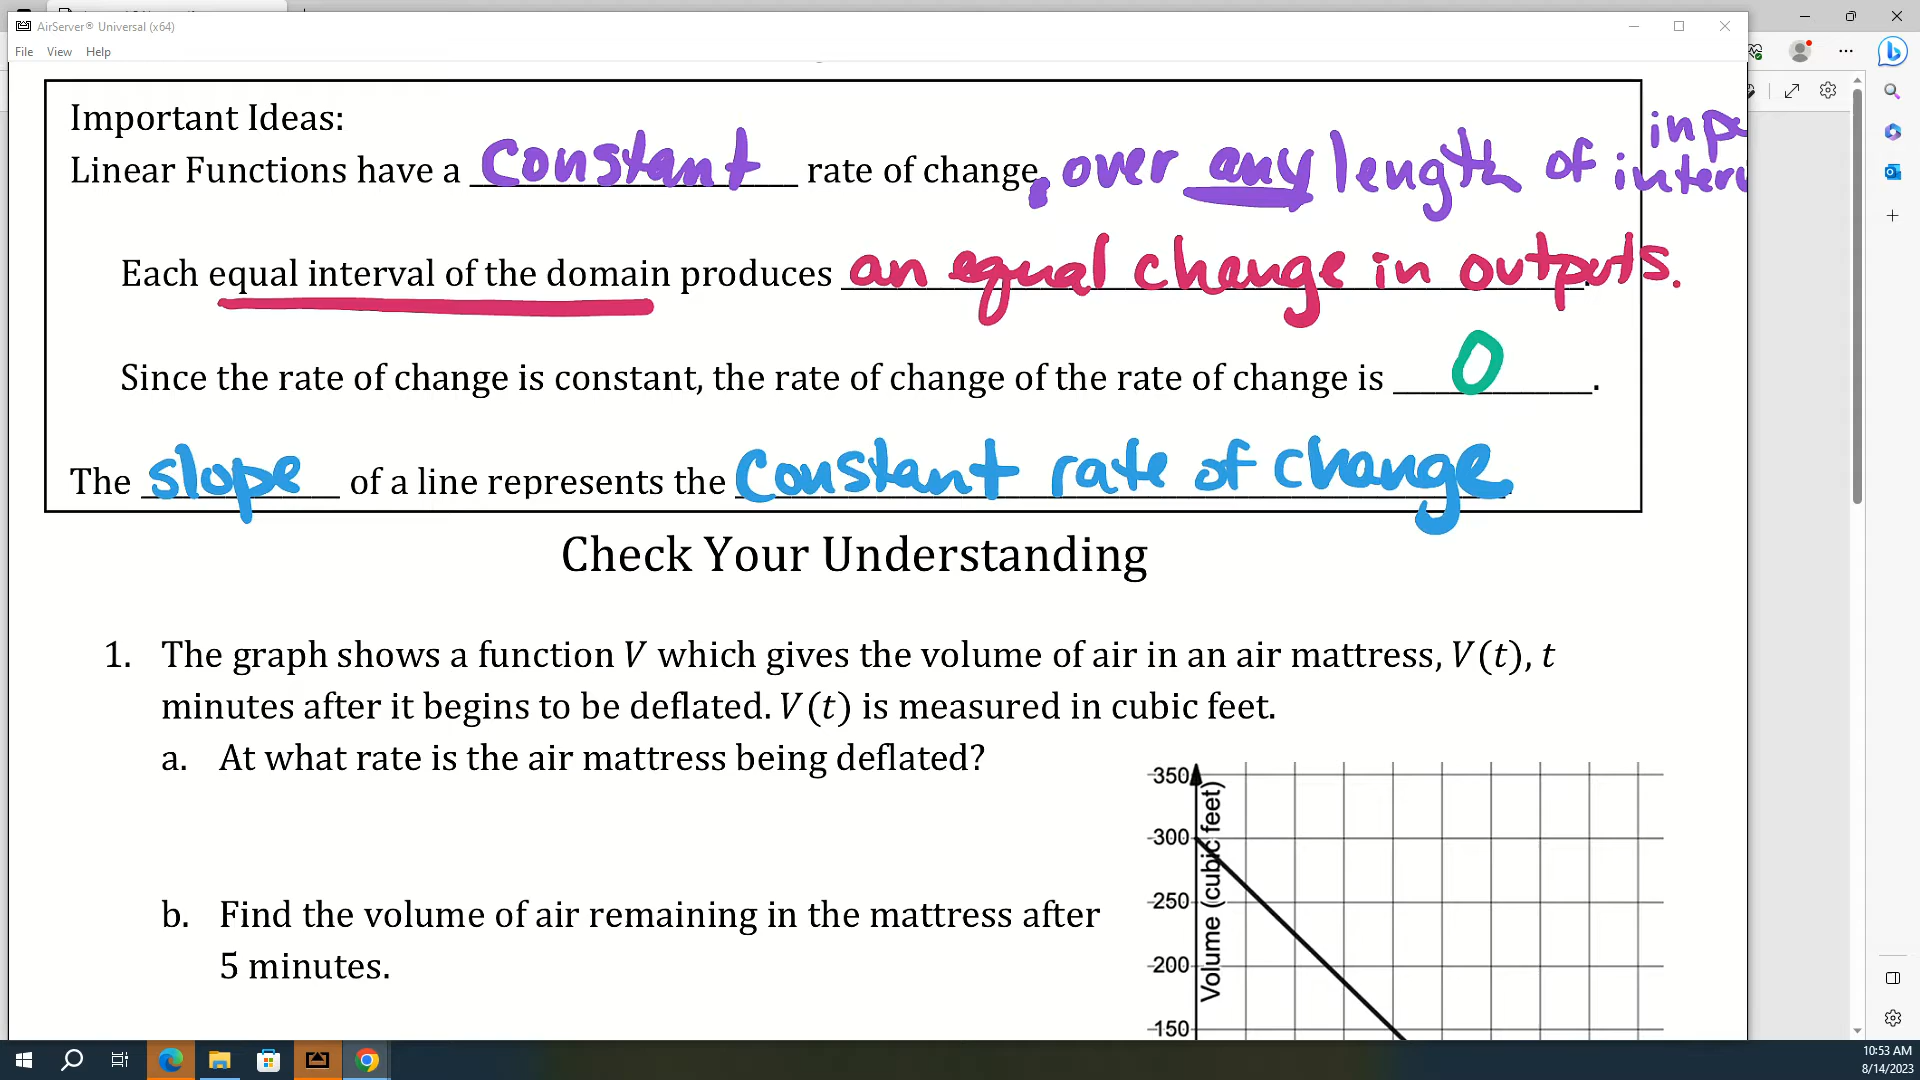 AirServer® Universal (x64)
File View Help
Important Ideas:
Linear Functions have a constant rate of change. over any length of
Each equal interval of the domain produces an equal change in outputs.
Since the rate of change is constant, the rate of change of the rate of change is 0.
The slope of a line represents the constant rate of change.
Check Your Understanding
1. The graph shows a function V which gives the volume of air in an air mattress, V(t), t
minutes after it begins to be deflated. V(t) is measured in cubic feet.
a. At what rate is the air mattress being deflated?
b. Find the volume of air remaining in the mattress after
5 minutes.
350
300
250
200
150
Volume (cubic feet)
10:53 AM
8/14/2023